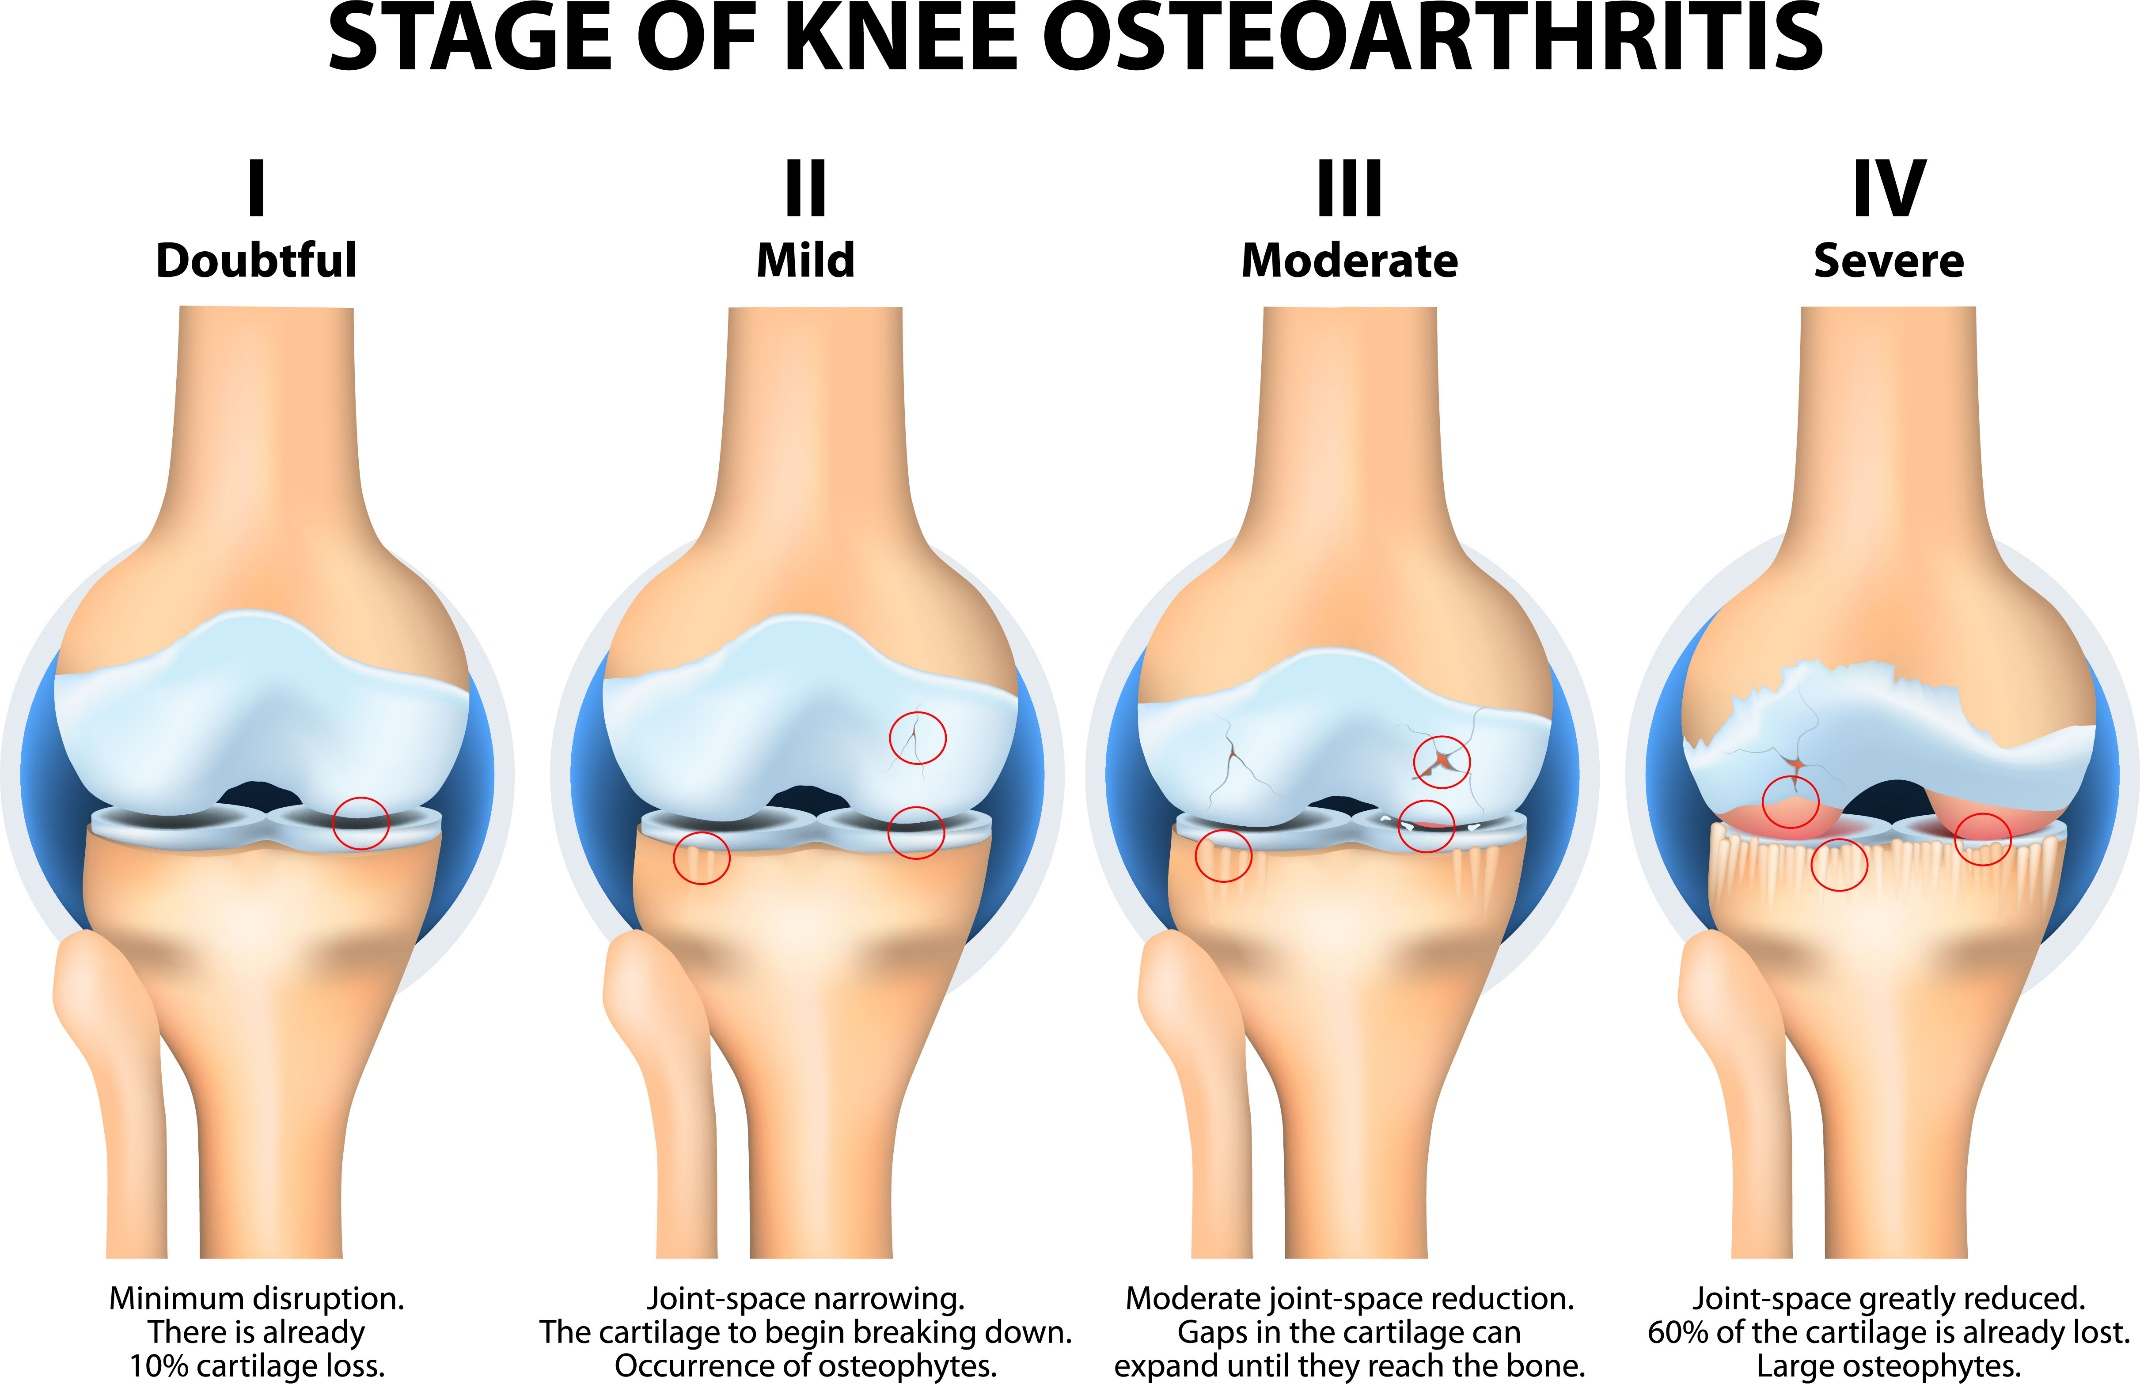 STAGE OF KNEE OSTEOARTHRITIS
I
Doubtful
II
Mild
III
Moderate
IV
Severe
Minimum disruption.
There is already
10% cartilage loss.
Joint-space narrowing.
The cartilage to begin breaking down.
Occurrence of osteophytes.
Moderate joint-space reduction.
Gaps in the cartilage can
expand until they reach the bone.
Joint-space greatly reduced.
60% of the cartilage is already lost.
Large osteophytes.